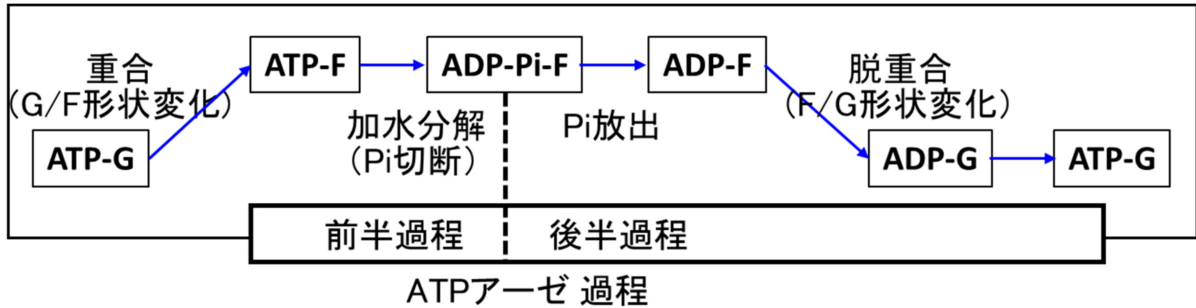 重合
(G/F形状変化)
ATP-G
ATP-F
加水分解
(Pi切断)
ADP-Pi-F
Pi放出
ADP-F
脱重合
(F/G形状変化)
ADP-G
ATP-G
前半過程
後半過程
ATPアーゼ 過程